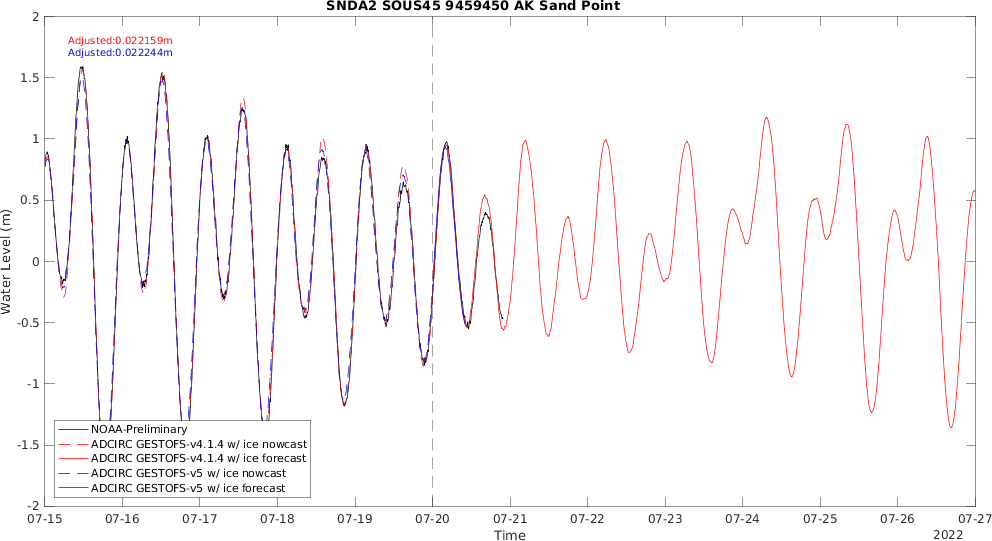 SNDA2 SOUS45 9459450 AK Sand Point
Adjusted:0.022159m
Adjusted:0.022244m
2
1.5
1
0.5
0
-0.5
-1
-1.5
-2
Water Level (m)
NOAA-Preliminary
ADCIRC GESTOFS-v4.1.4 w/ ice nowcast
ADCIRC GESTOFS-v4.1.4 w/ ice forecast
ADCIRC GESTOFS-v5 w/ ice nowcast
ADCIRC GESTOFS-v5 w/ ice forecast
07-15 07-16 07-17 07-18 07-19 07-20 07-21 07-22 07-23 07-24 07-25 07-26 07-27
Time
2022